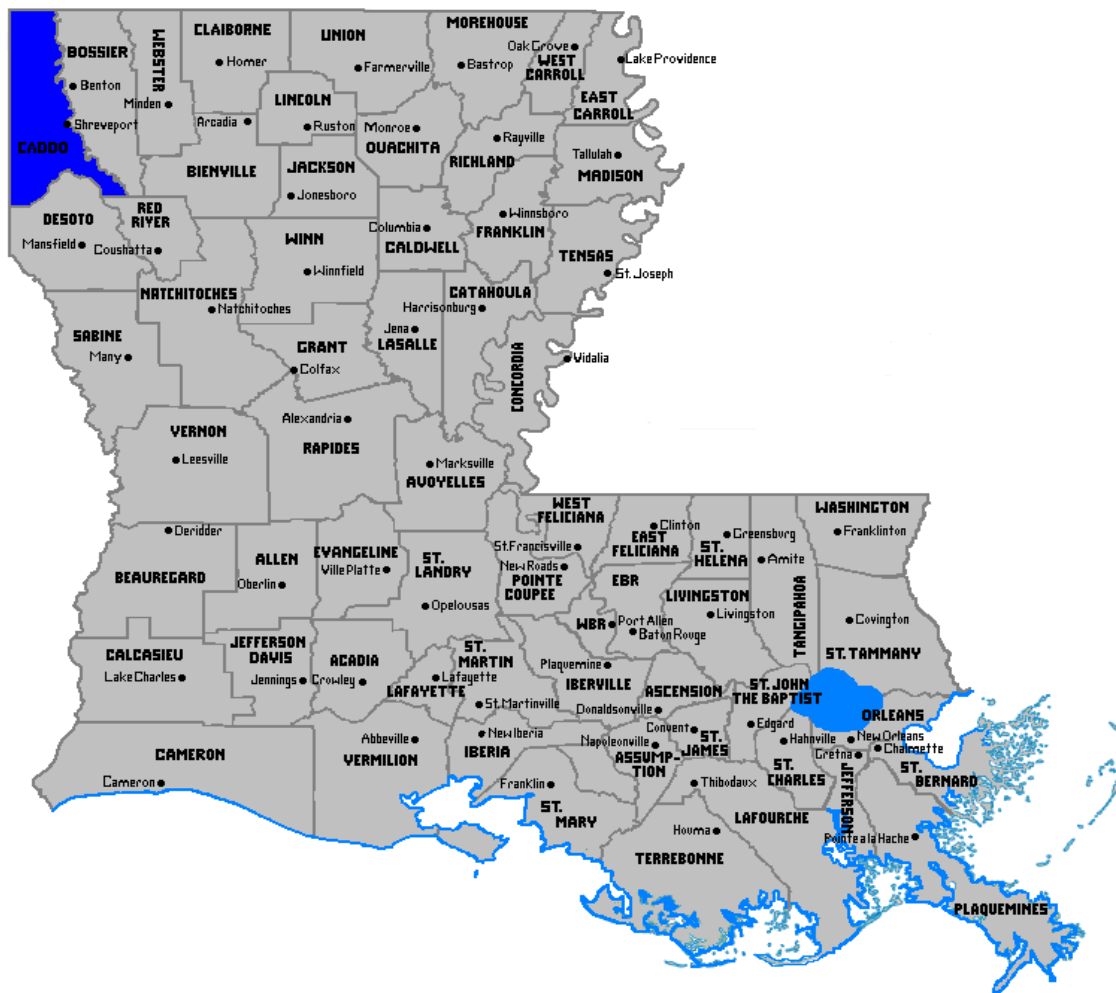 MOREHOUSE
CLAIBORNE
UNION
BOSSIER
WEBSTER
Oak Grove
WEST
CARROLL
Lake Providence
Homer
Farmerville
Bastrop
Benton
EAST
CARROLL
Minden
LINCOLN
Shreveport
Arcadia
Ruston
Monroe
OUACHITA
Rayville
CADDO
RICHLAND
Tallulah
MADISON
BIENVILLE
JACKSON
Jonesboro
DESOTO
RED
RIVER
Winnsboro
FRANKLIN
Mansfield
Coushatta
WINN
Columbia
CALDWELL
TENSAS
Winnfield
St. Joseph
NATCHITOCHES
Natchitoches
CATAHOULA
Harrisonburg
SABINE
Many
GRANT
Colfax
Jena
LASALLE
CONCORDIA
Vidalia
Alexandria
VERNON
Leesville
RAPIDES
Marksville
AVOYELLES
WEST
FELICIANA
WASHINGTON
Franklinton
Deridder
Clinton
EAST
FELICIANA
Greensburg
ST.
HELENA
Amite
St. Francisville
ALLEN
Oberlin
EVANGELINE
Ville Platte
ST.
LANDRY
New Roads
POINTE
COUPEE
BEAUREGARD
EBR
LIVINGSTON
Livingston
TANGIPAHOA
Opelousas
WBR
Port Allen
Baton Rouge
Covington
ST. TAMMANY
CALCASIEU
Lake Charles
JEFFERSON
DAVIS
Jennings
ACADIA
Crowley
ST.
MARTIN
Lafayette
LAFAYETTE
Plaquemine
IBERVILLE
ASCENSION
ST. JOHN
THE BAPTIST
St. Martinville
Donaldsonville
ORLEANS
Edgard
CAMERON
Cameron
Abbeville
VERMILION
New Iberia
IBERIA
Napoleonville
ASSUMP-
TION
Convent
ST.
JAMES
Hahnville
New Orleans
Chalmette
Gretna
ST.
BERNARD
Franklin
ST.
MARY
Thibodaux
ST.
CHARLES
JEFFERSON
LAFOURCHE
Houma
TERREBONNE
Pointe a la Hache
PLAQUEMINES